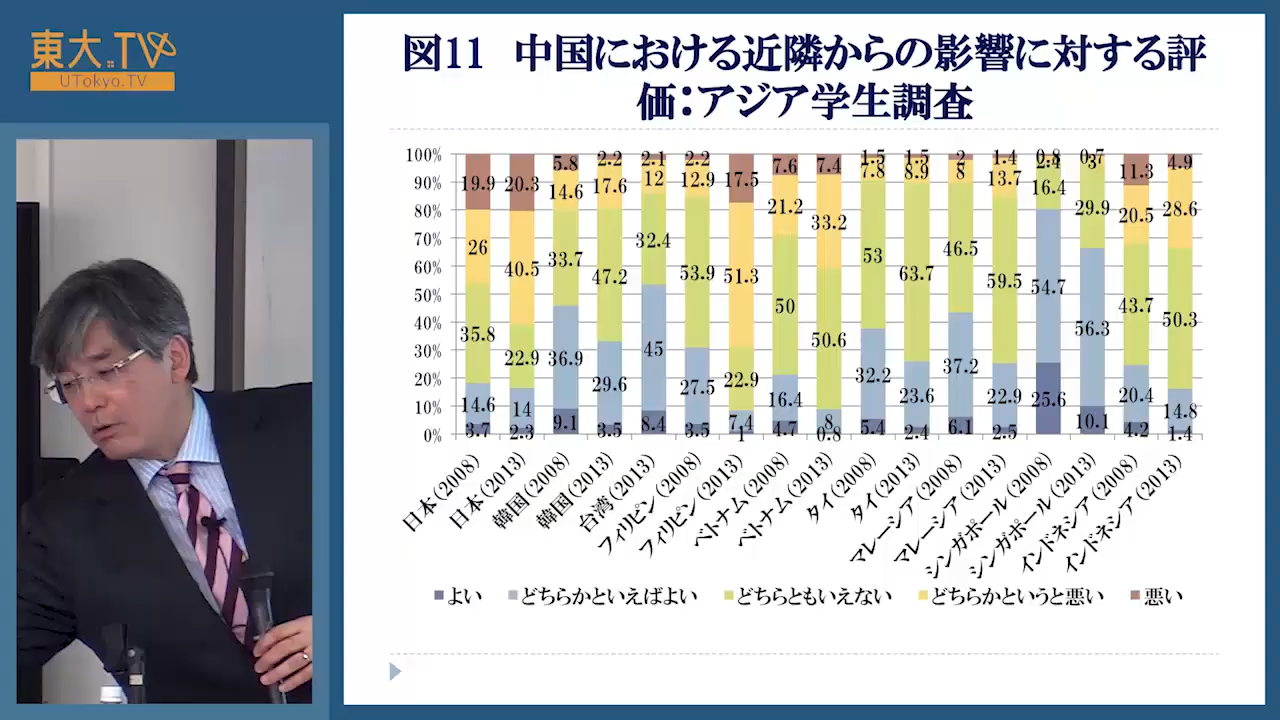 東大.TV
UTokyo.TV
図11 中国における近隣からの影響に対する評
価:アジア学生調査
100%
90%
80%
70%
60%
50%
40%
30%
20%
10%
0%
19.9 20.3 5.8 2.2 2.1 2.2 17.5 7.6 7.4 1.5 1.5 2 1.4 0.8 0.7 11.3 4.9
26 40.5 14.6 17.6 12 12.9 51.3 21.2 33.2 7.8 8.9 8 13.7 2.4 3 20.5 28.6
35.8 22.9 33.7 47.2 32.4 53.9 22.9 50 50.6 53 63.7 46.5 59.5 16.4 29.9 43.7 50.3
14.6 14 36.9 29.6 45 27.5 7.4 16.4 8 32.2 23.6 37.2 22.9 54.7 56.3 20.4 14.8
3.7 2.3 9.1 3.5 8.4 3.5 1 4.7 0.8 5.4 2.4 6.1 2.5 25.6 10.1 4.2 1.4
日本(2008)
日本(2013)
韓国(2008)
韓国(2013)
台湾(2013)
フィリピン(2008)
フィリピン(2013)
ベトナム(2008)
ベトナム(2013)
タイ(2008)
タイ(2013)
マレーシア(2008)
マレーシア(2013)
シンガポール(2008)
シンガポール(2013)
インドネシア(2008)
インドネシア(2013)
よい どちらかといえばよい どちらともいえない どちらかというと悪い 悪い